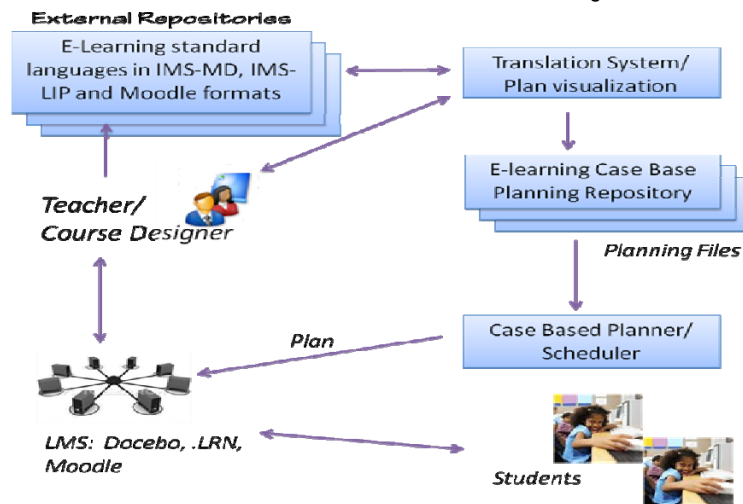 External Repositories
E-Learning standard
languages in IMS-MD, IMS-
LIP and Moodle formats
Translation System/
Plan visualization
E-learning Case Base
Planning Repository
Teacher/
Course Designer
Planning Files
Plan
Case Based Planner/
Scheduler
LMS: Docebo, .LRN,
Moodle
Students